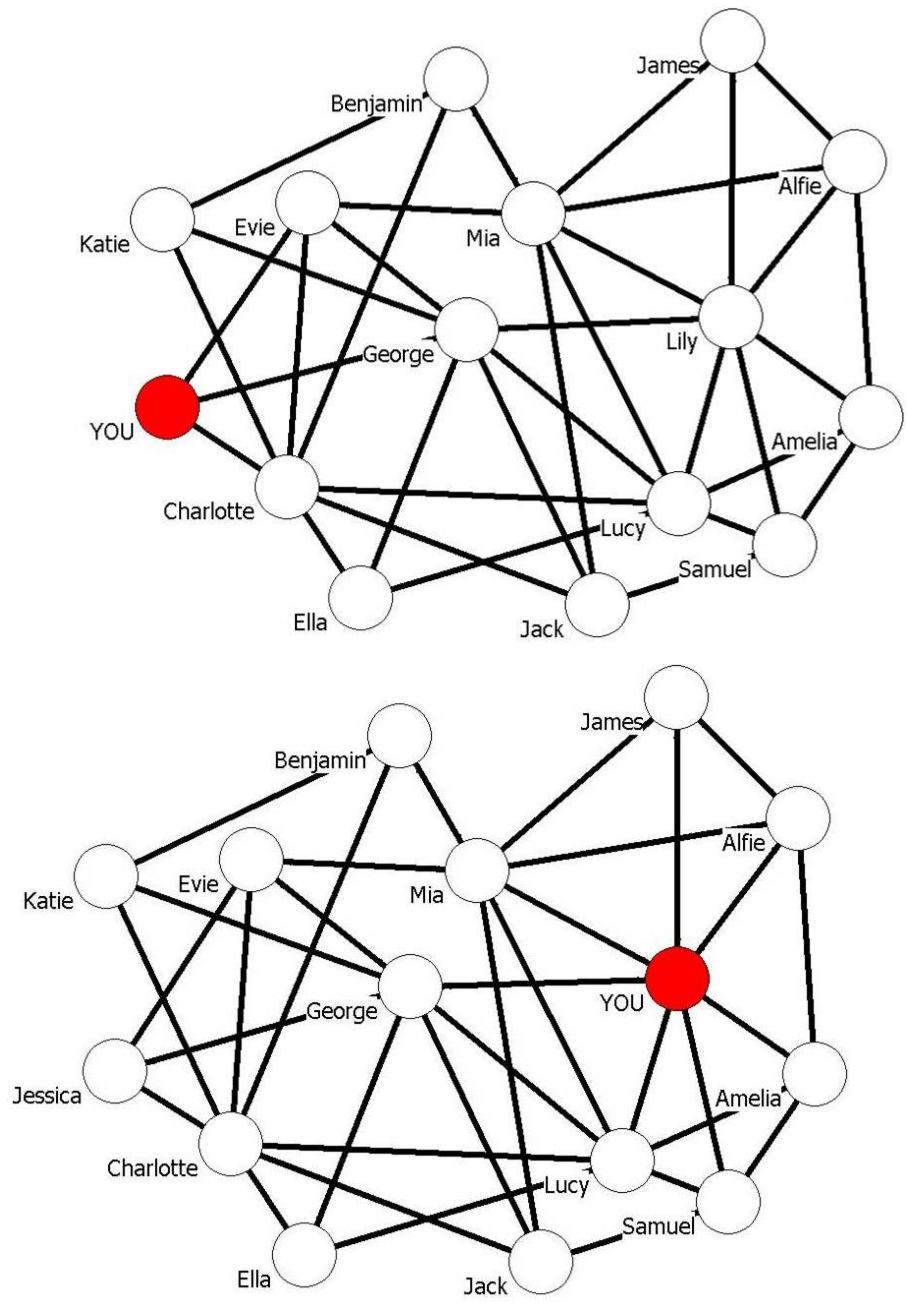 James
Benjamin
Alfie
Evie
Mia
Katie
Lily
George
YOU
Amelia
Charlotte
Lucy
Samuel
Ella
Jack
James
Benjamin
Alfie
Evie
Mia
Katie
YOU
George
Jessica
Amelia
Charlotte
Lucy
Samuel
Ella
Jack